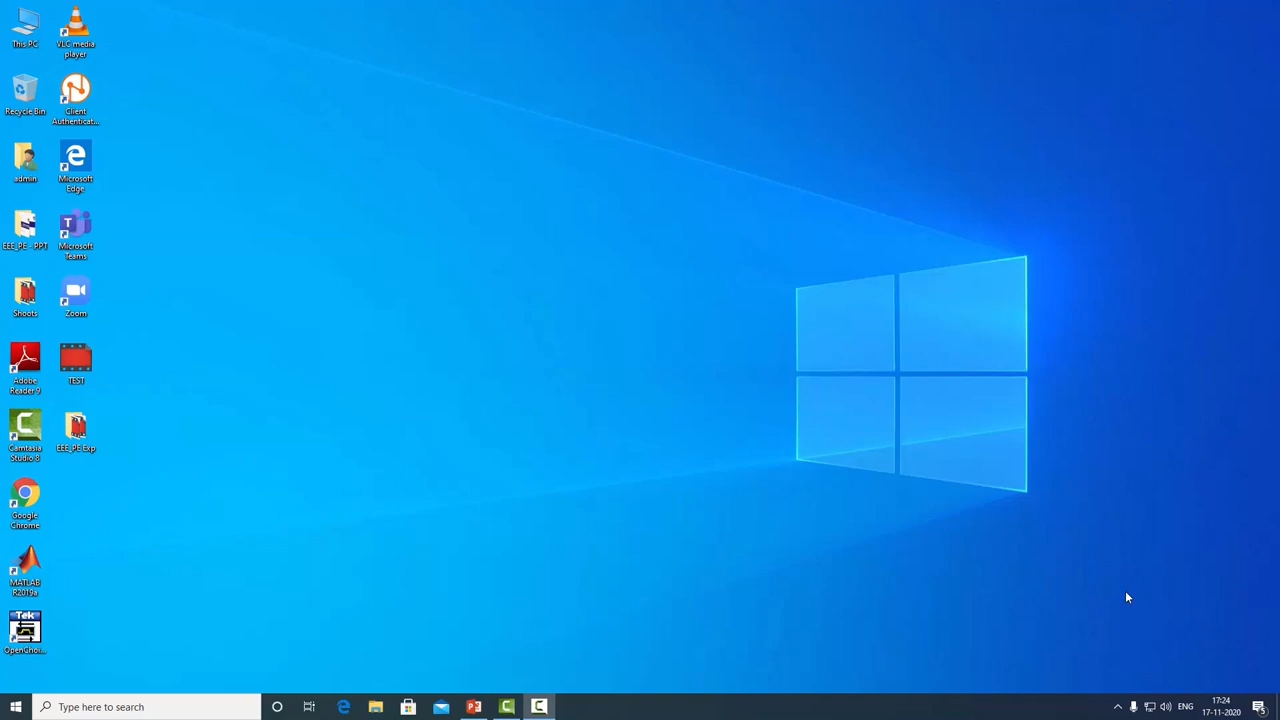 This PC
VLC media
player
Recycle Bin
Client
Authenticat...
admin
Microsoft
Edge
EEE_PE - PPT
T
Microsoft
Teams
Shoots
Zoom
Adobe
Reader 9
TEST
Camtasia
Studio 8
EEE_PE Exp
Google
Chrome
MATLAB
R2019a
Tek
OpenChoi...
Type here to search
ENG
17:24
17-11-2020
5